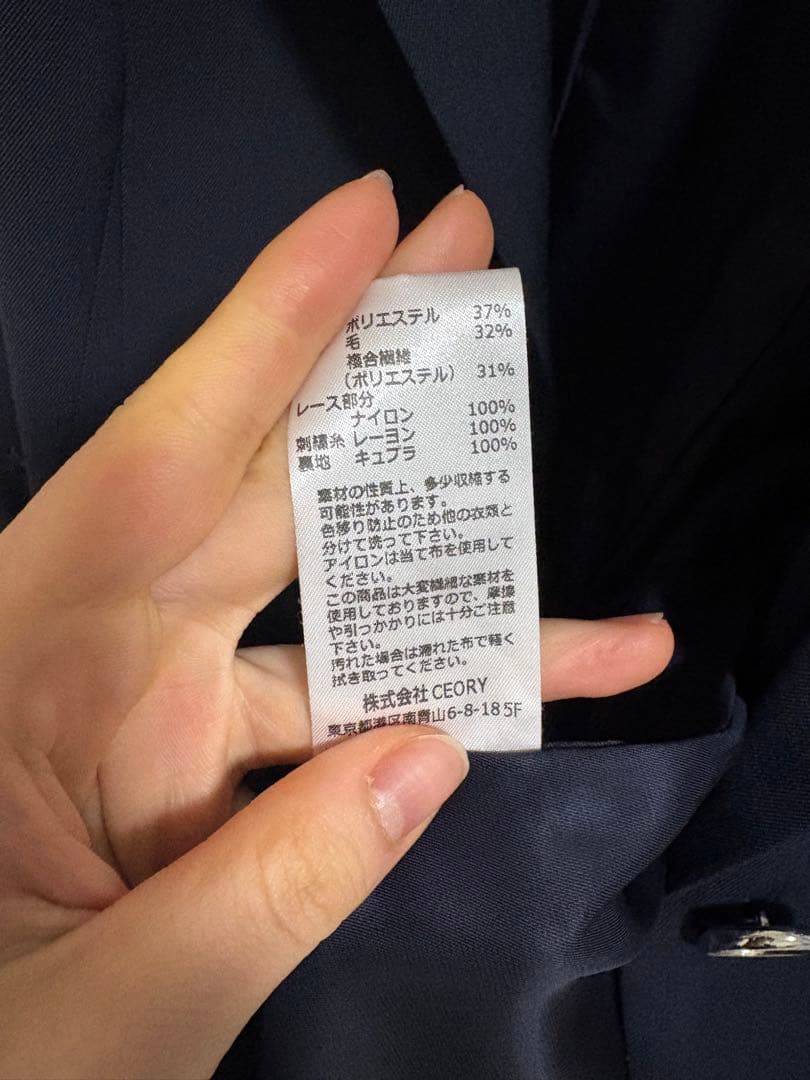 ポリエステル 37%
毛 32%
複合繊維
(ポリエステル) 31%
レース部分
ナイロン 100%
刺繍糸 レーヨン 100%
裏地 キュプラ 100%
素材の性質上、多少収縮する
可能性があります。
色移り防止のため他の衣類と
分けて洗って下さい。
アイロンは当て布を使用して
ください。
この商品は大変繊細な素材を
使用しておりますので、摩擦
や引っかかりには十分ご注意
下さい。
汚れた場合は濡れた布で軽く
拭き取ってください。
株式会社 CEORY
東京都港区南青山6-8-18 5F